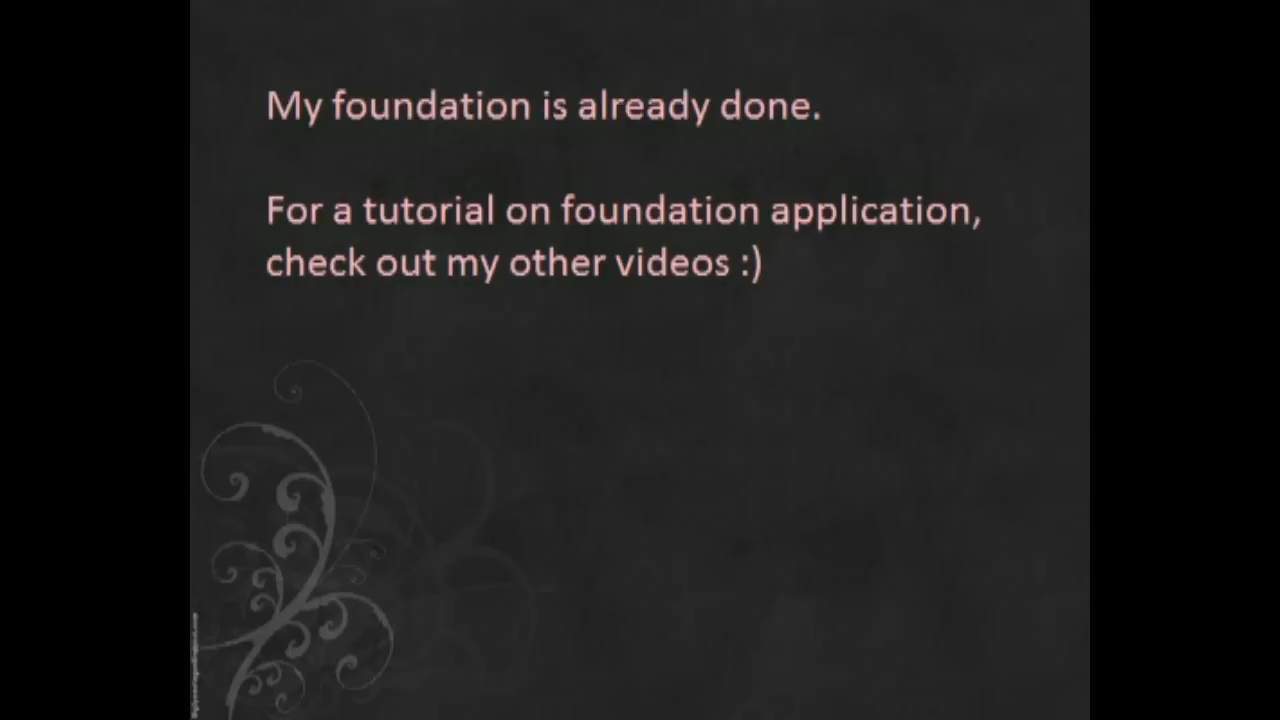 My foundation is already done.
For a tutorial on foundation application,
check out my other videos :)